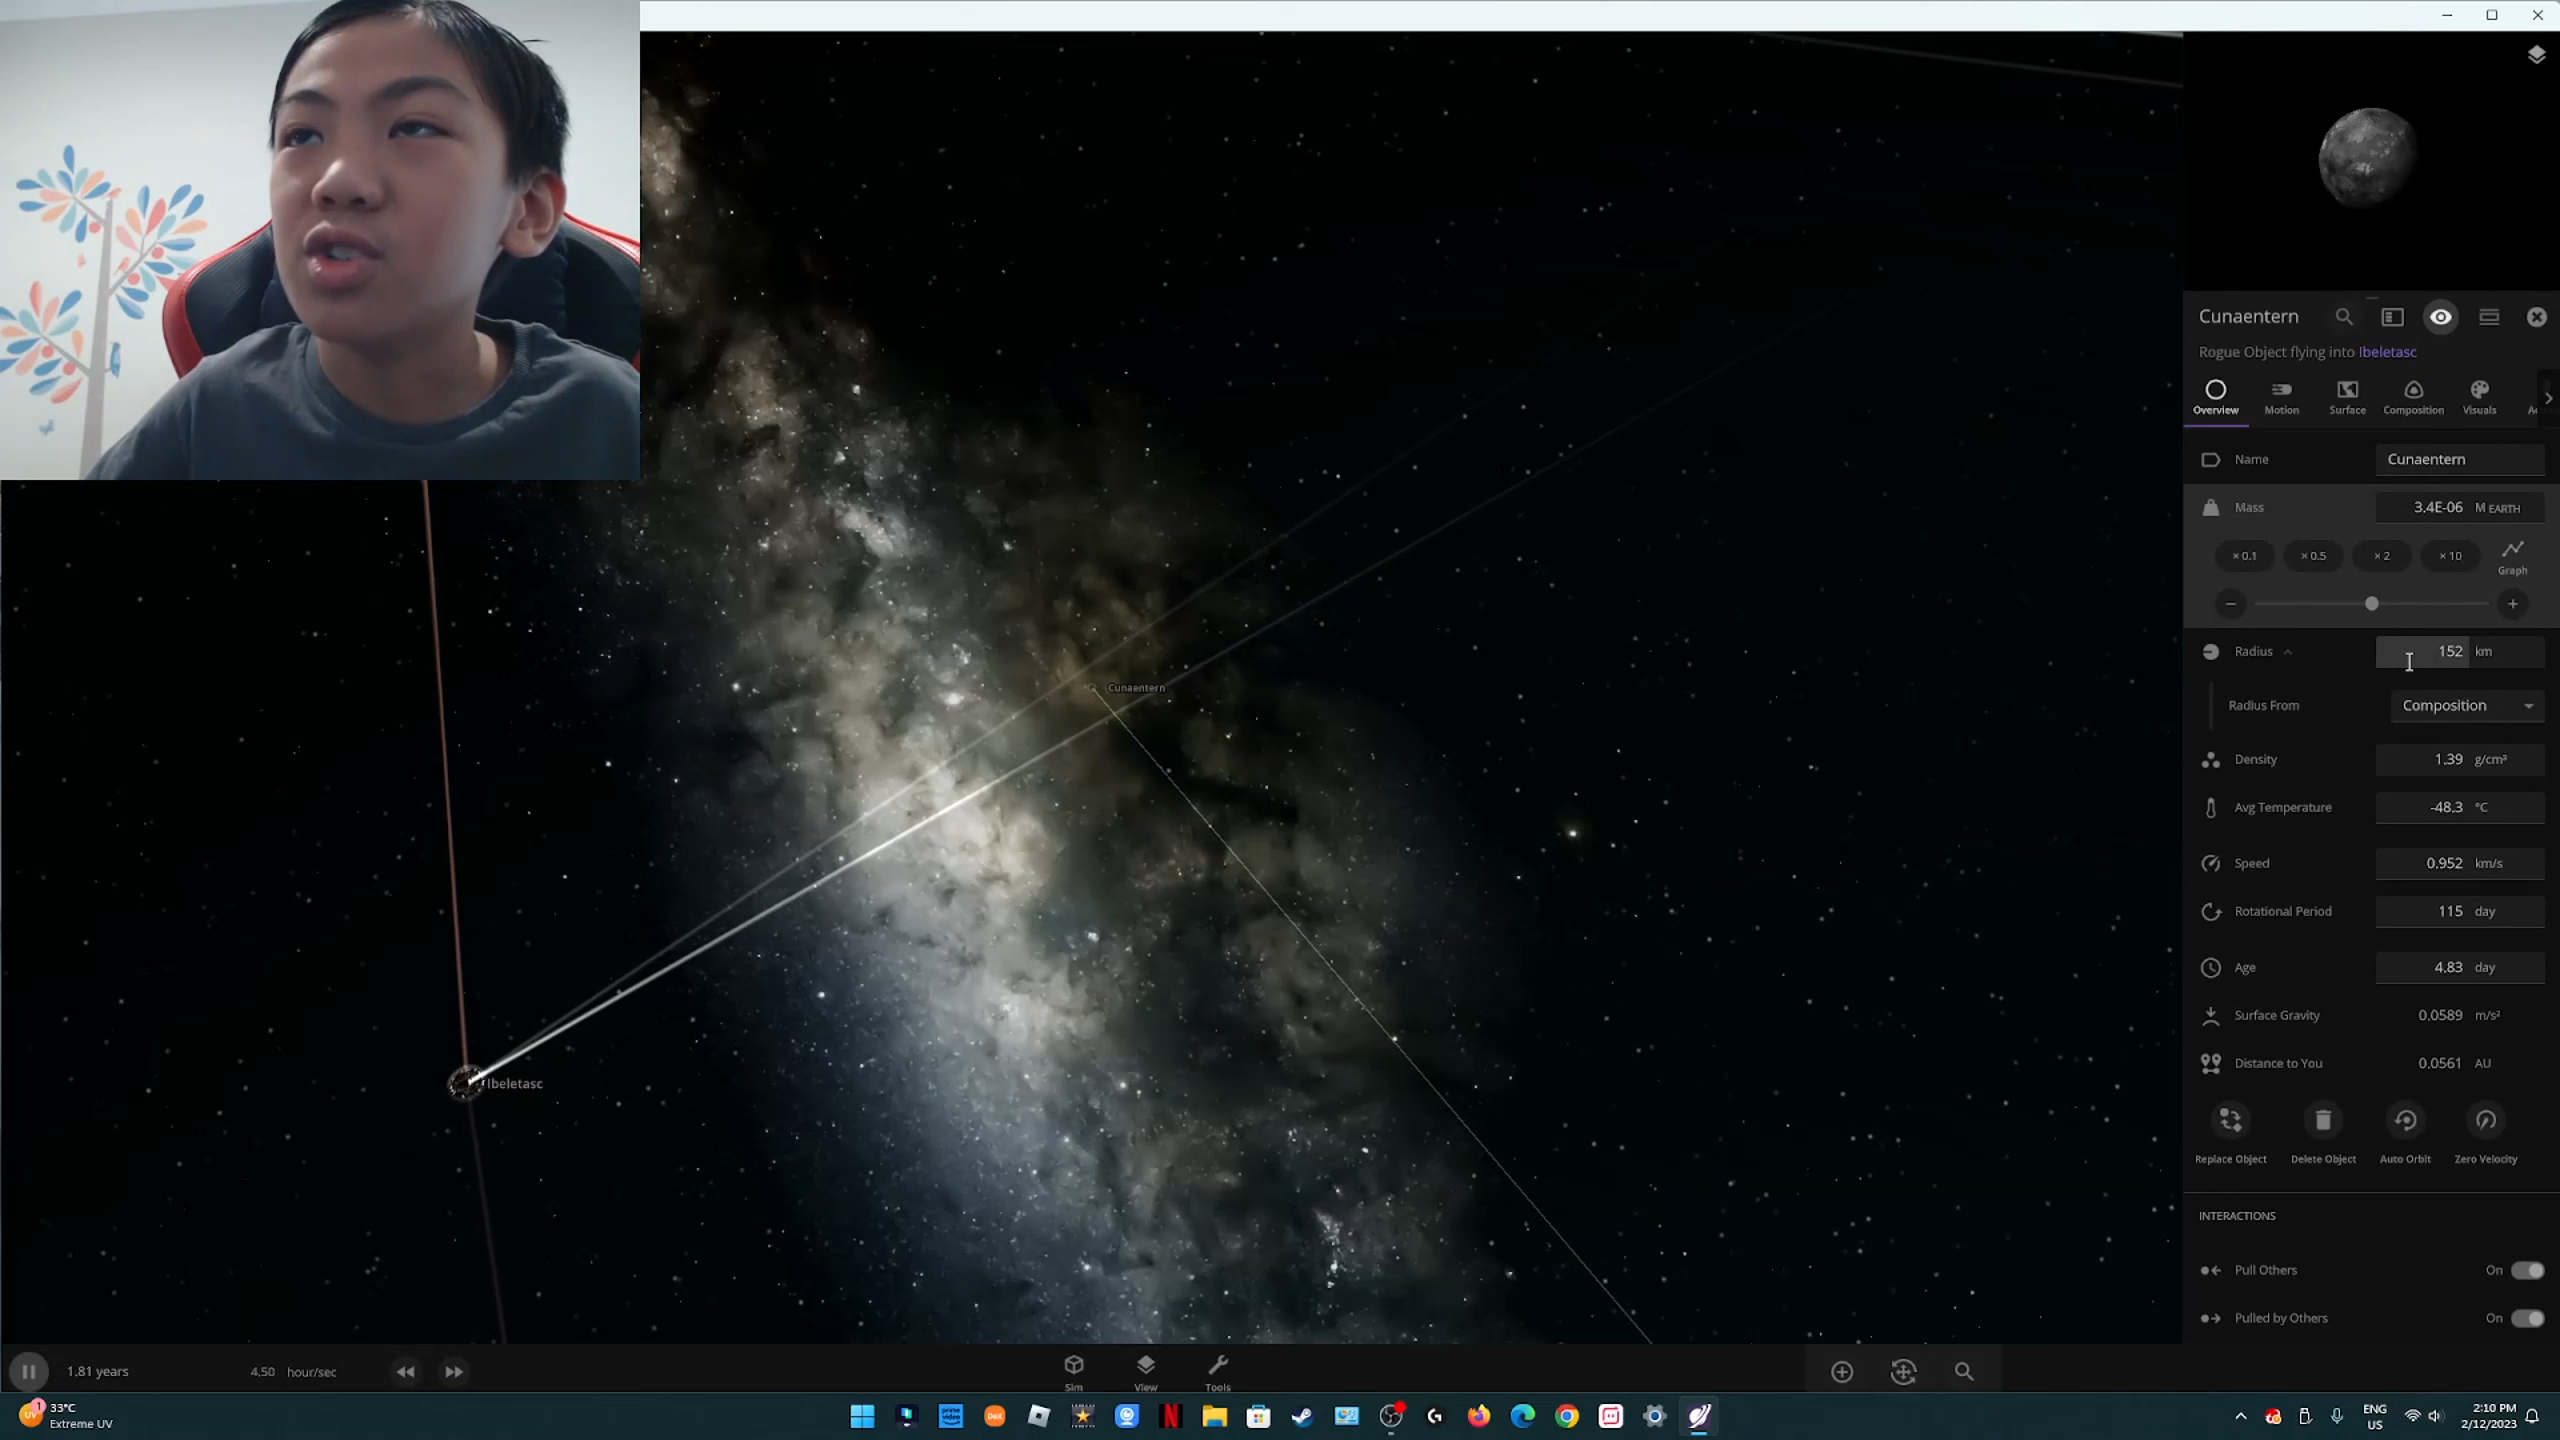 Cunaentern
Rogue Object flying into Ibeletasc
Overview Motion Surface Composition Visuals
Name Cunaentern
Mass 3.4E-06 M EARTH
× 0.1 × 0.5 × 2 × 10 Graph
Radius 152 km
Radius From Composition
Density 1.39 g/cm³
Avg Temperature -48.3 °C
Speed 0.952 km/s
Rotational Period 115 day
Age 4.83 day
Surface Gravity 0.0589 m/s²
Distance to You 0.0561 AU
Replace Object Delete Object Auto Orbit Zero Velocity
INTERACTIONS
Pull Others On
Pulled by Others On
Cunaentern
Ibeletasc
1.81 years 4.50 hour/sec
Sim View Tools
33°C
Extreme UV
ENG
US
2:10 PM
2/12/2023